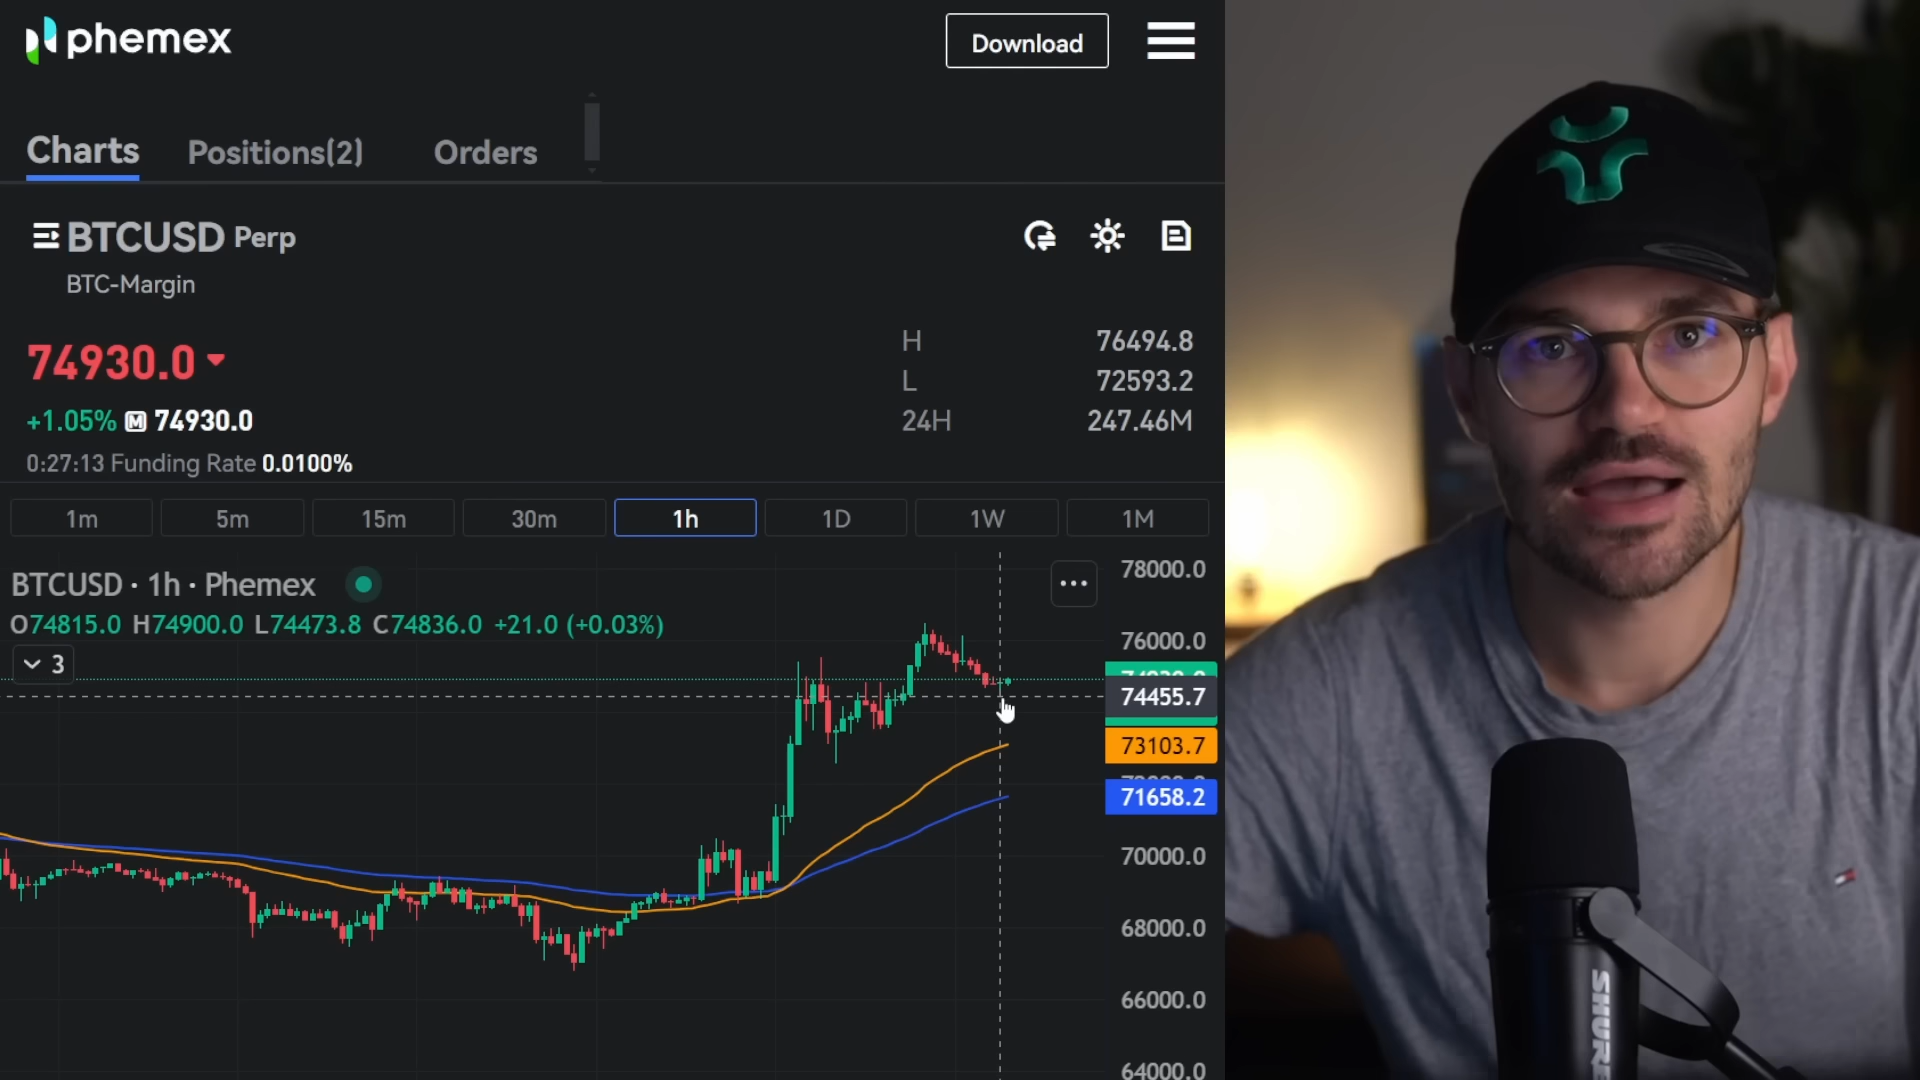 phemex
Download
Charts
Positions(2)
Orders
BTCUSD Perp
BTC-Margin
74930.0
H 76494.8
L 72593.2
+1.05% M 74930.0
24H 247.46M
0:27:13 Funding Rate 0.0100%
1m 5m 15m 30m 1h 1D 1W 1M
BTCUSD · 1h · Phemex
O74815.0 H74900.0 L74473.8 C74836.0 +21.0 (+0.03%)
3
78000.0
76000.0
74455.7
73103.7
71658.2
70000.0
68000.0
66000.0
64000.0
SHURE